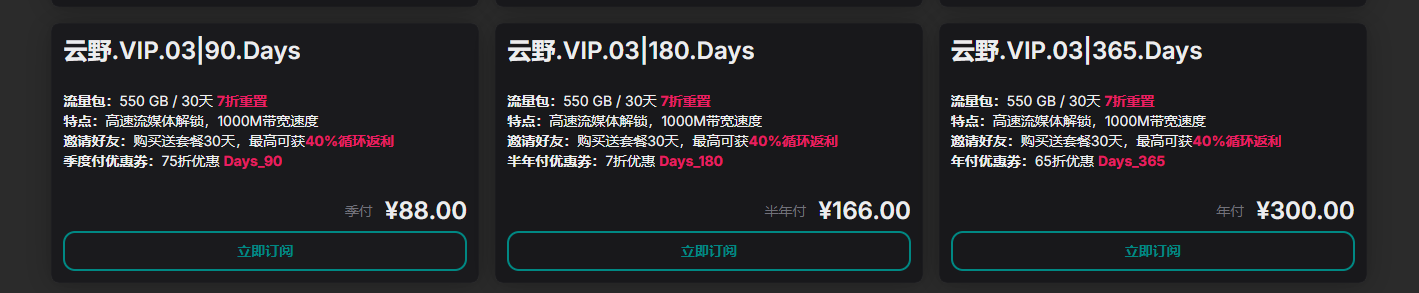 云野.VIP.03|90.Days
流量包：550 GB / 30天 7折重置
特点：高速流媒体解锁，1000M带宽速度
邀请好友：购买送套餐30天，最高可获40%循环返利
季度付优惠券：75折优惠 Days_90
季付 ¥88.00
立即订阅
云野.VIP.03|180.Days
流量包：550 GB / 30天 7折重置
特点：高速流媒体解锁，1000M带宽速度
邀请好友：购买送套餐30天，最高可获40%循环返利
半年付优惠券：7折优惠 Days_180
半年付 ¥166.00
立即订阅
云野.VIP.03|365.Days
流量包：550 GB / 30天 7折重置
特点：高速流媒体解锁，1000M带宽速度
邀请好友：购买送套餐30天，最高可获40%循环返利
年付优惠券：65折优惠 Days_365
年付 ¥300.00
立即订阅